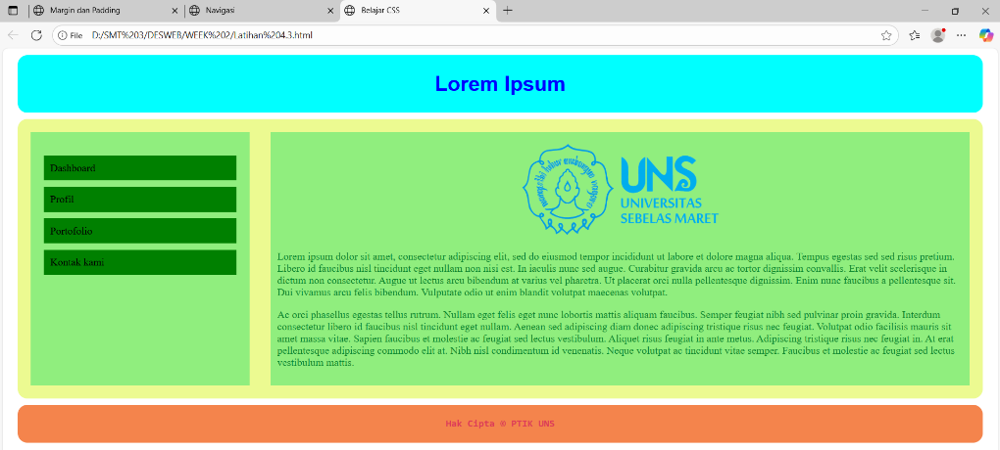 Margin dan Padding
Navigasi
Belajar CSS
File D:/SMT%203/DESWEB/WEEK%202/Latihan%204.3.html
Lorem Ipsum
Dashboard
Profil
Portofolio
Kontak kami
UNS
UNIVERSITAS
SEBELAS MARET
Lorem ipsum dolor sit amet, consectetur adipiscing elit, sed do eiusmod tempor incididunt ut labore et dolore magna aliqua. Tempus egestas sed sed risus pretium.
Libero id faucibus nisl tincidunt eget nullam non nisi est. In iaculis nunc sed augue. Curabitur gravida arcu ac tortor dignissim convallis. Erat velit scelerisque in
dictum non consectetur. Augue ut lectus arcu bibendum at varius vel pharetra. Ut placerat orci nulla pellentesque dignissim. Enim nunc faucibus a pellentesque sit.
Dui vivamus arcu felis bibendum. Vulputate odio ut enim blandit volutpat maecenas volutpat.
Ac orci phasellus egestas tellus rutrum. Nullam eget felis eget nunc lobortis mattis aliquam faucibus. Semper feugiat nibh sed pulvinar proin gravida. Interdum
consectetur libero id faucibus nisl tincidunt eget nullam. Aenean sed adipiscing diam donec adipiscing tristique risus nec feugiat. Volutpat odio facilisis mauris sit
amet massa vitae. Sapien faucibus et molestie ac feugiat sed lectus vestibulum. Aliquet risus feugiat in ante metus. Adipiscing tristique risus nec feugiat in. At erat
pellentesque adipiscing commodo elit at. Nibh nisl condimentum id venenatis. Neque volutpat ac tincidunt vitae semper. Faucibus et molestie ac feugiat sed lectus
vestibulum mattis.
Hak Cipta © PTIK UNS